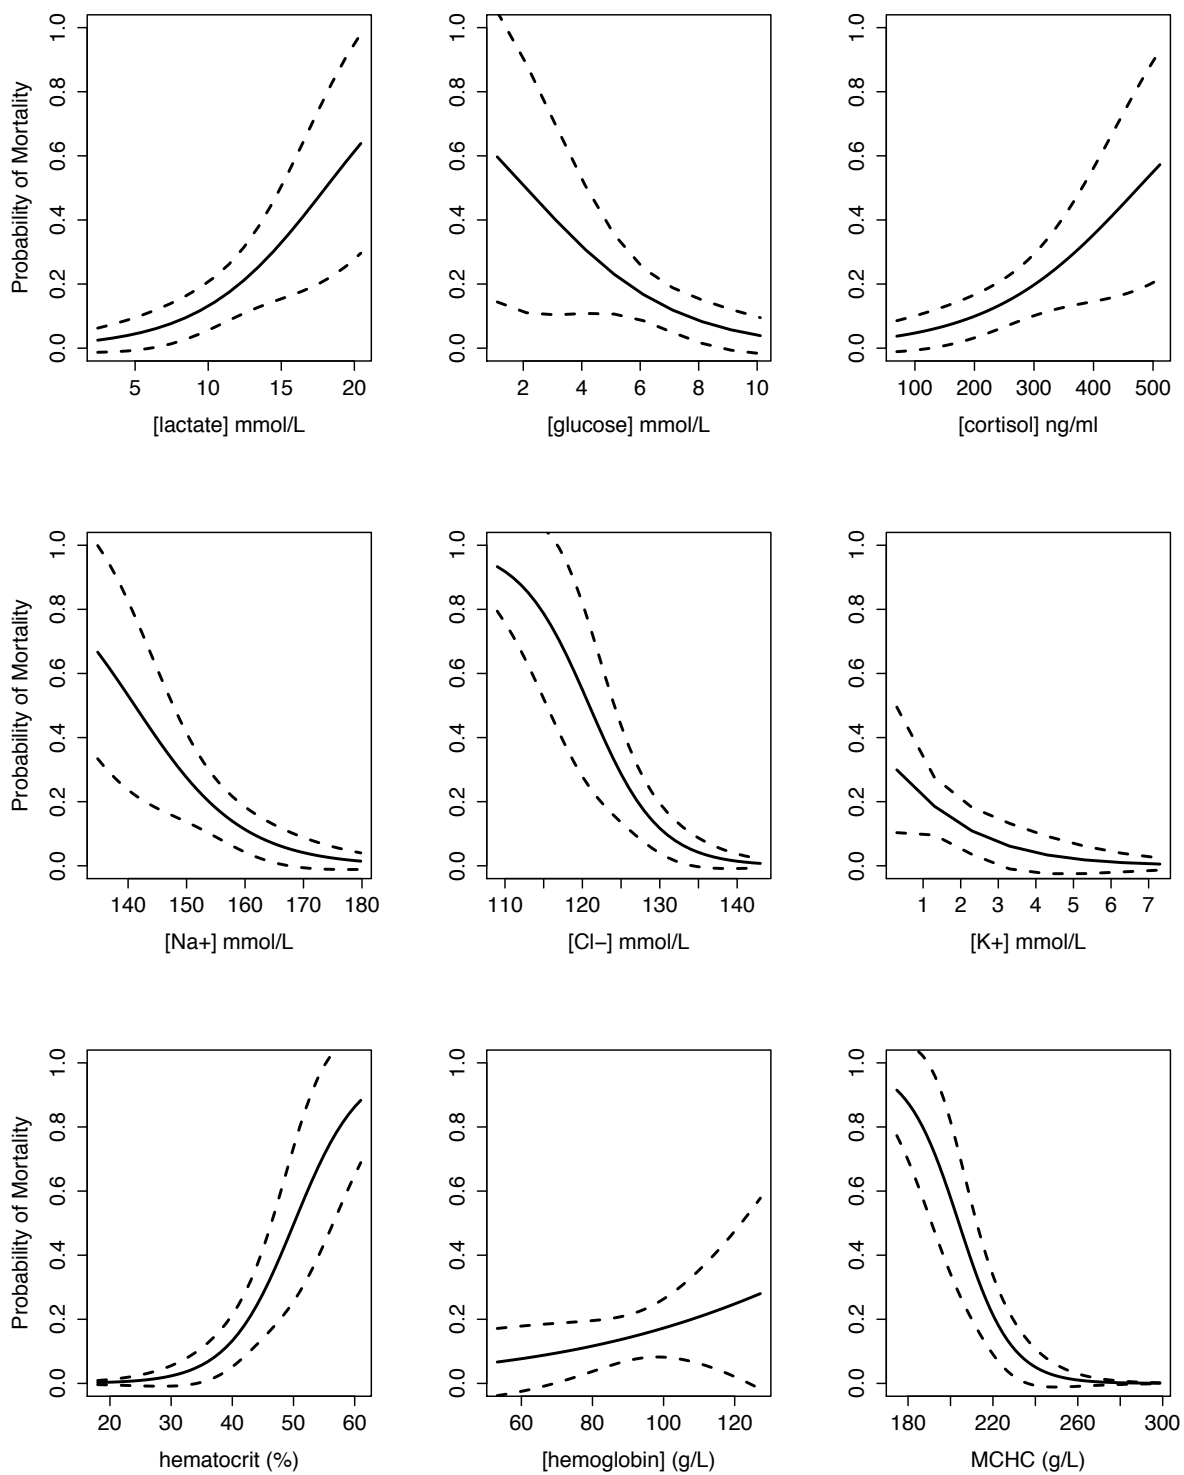 Probability of Mortality
0.0 0.2 0.4 0.6 0.8 1.0
5 10 15 20
[lactate] mmol/L
0.0 0.2 0.4 0.6 0.8 1.0
2 4 6 8 10
[glucose] mmol/L
0.0 0.2 0.4 0.6 0.8 1.0
100 200 300 400 500
[cortisol] ng/ml
Probability of Mortality
0.0 0.2 0.4 0.6 0.8 1.0
140 150 160 170 180
[Na+] mmol/L
0.0 0.2 0.4 0.6 0.8 1.0
110 120 130 140
[Cl−] mmol/L
0.0 0.2 0.4 0.6 0.8 1.0
1 2 3 4 5 6 7
[K+] mmol/L
Probability of Mortality
0.0 0.2 0.4 0.6 0.8 1.0
20 30 40 50 60
hematocrit (%)
0.0 0.2 0.4 0.6 0.8 1.0
60 80 100 120
[hemoglobin] (g/L)
0.0 0.2 0.4 0.6 0.8 1.0
180 220 260 300
MCHC (g/L)